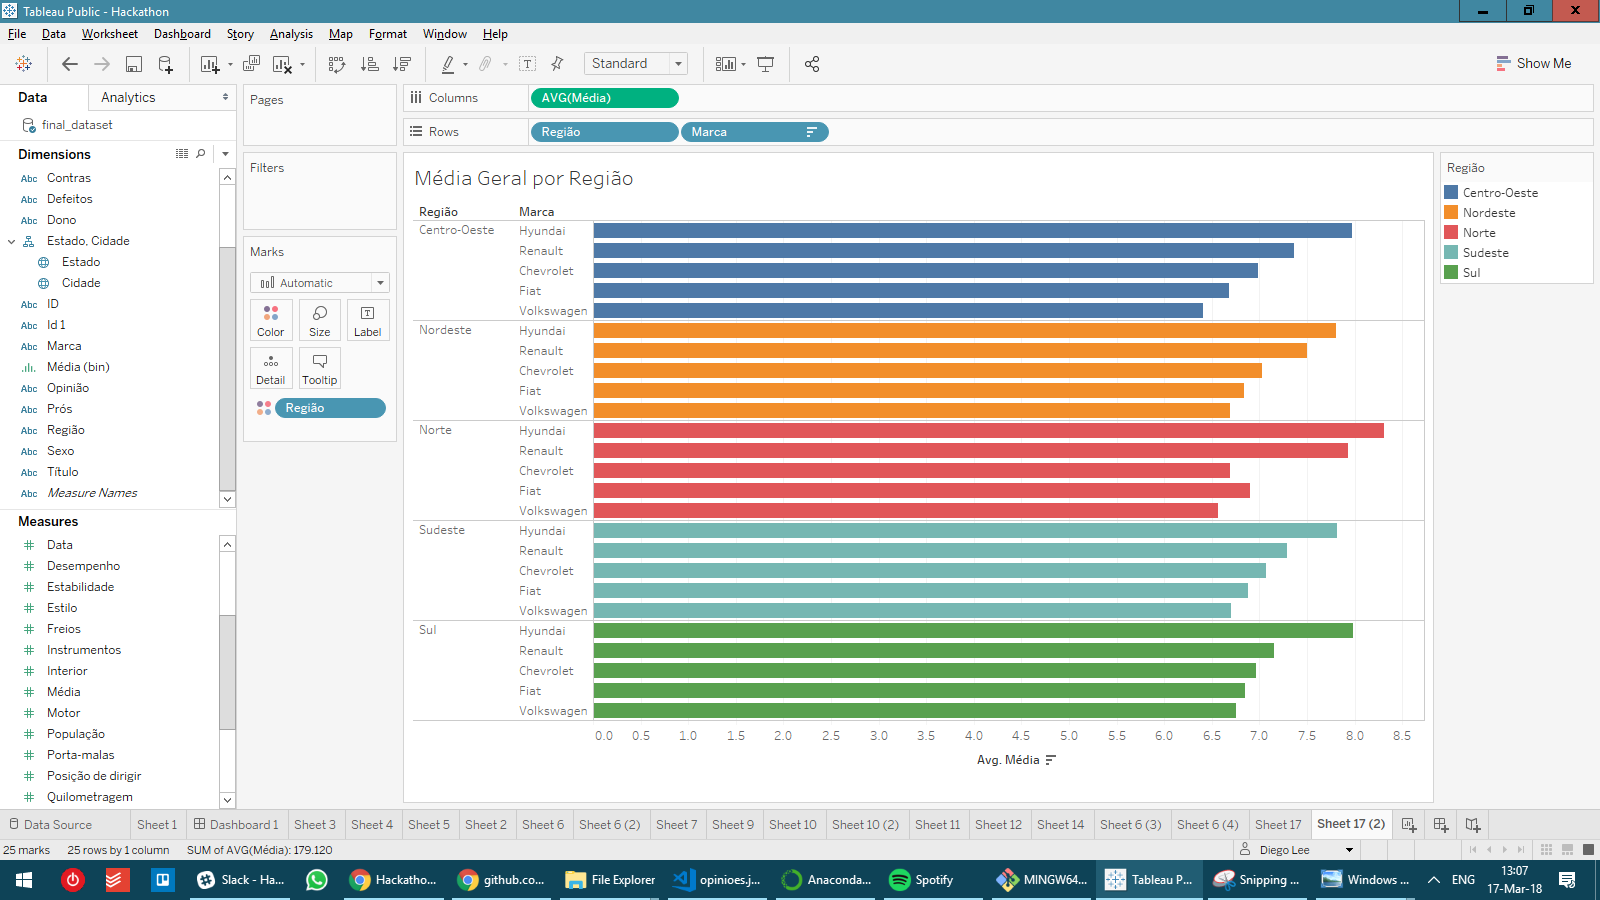 Tableau Public - Hackathon
File Data Worksheet Dashboard Story Analysis Map Format Window Help
Standard
Show Me
Data Analytics
final_dataset
Dimensions
Abc Contras
Abc Defeitos
Abc Dono
Estado, Cidade
Estado
Cidade
Abc ID
Abc Id 1
Abc Marca
Média (bin)
Abc Opinião
Abc Prós
Abc Região
Abc Sexo
Abc Título
Abc Measure Names
Measures
# Data
# Desempenho
# Estabilidade
# Estilo
# Freios
# Instrumentos
# Interior
# Média
# Motor
# População
# Porta-malas
# Posição de dirigir
# Quilometragem
Pages
Filters
Marks
Automatic
Color Size Label
Detail Tooltip
Região
Columns AVG(Média)
Rows Região Marca
Média Geral por Região
Região Marca
Centro-Oeste Hyundai
Renault
Chevrolet
Fiat
Volkswagen
Nordeste Hyundai
Renault
Chevrolet
Fiat
Volkswagen
Norte Hyundai
Renault
Chevrolet
Fiat
Volkswagen
Sudeste Hyundai
Renault
Chevrolet
Fiat
Volkswagen
Sul Hyundai
Renault
Chevrolet
Fiat
Volkswagen
0.0 0.5 1.0 1.5 2.0 2.5 3.0 3.5 4.0 4.5 5.0 5.5 6.0 6.5 7.0 7.5 8.0 8.5
Avg. Média
Região
Centro-Oeste
Nordeste
Norte
Sudeste
Sul
Data Source Sheet 1 Dashboard 1 Sheet 3 Sheet 4 Sheet 5 Sheet 2 Sheet 6 Sheet 6 (2) Sheet 7 Sheet 9 Sheet 10 Sheet 10 (2) Sheet 11 Sheet 12 Sheet 14 Sheet 6 (3) Sheet 6 (4) Sheet 17 Sheet 17 (2)
25 marks 25 rows by 1 column SUM of AVG(Média): 179.120 Diego Lee
Slack - Ha... Hackatho... github.co... File Explorer opinioes.j... Anaconda... Spotify MINGW64... Tableau P... Snipping ... Windows ... ENG 13:07
17-Mar-18